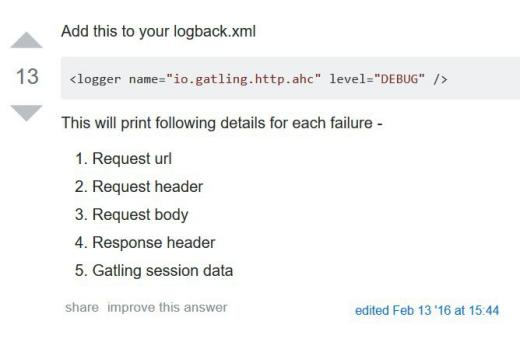 Add this to your logback.xml
13
<logger name="io.gatling.http.ahc" level="DEBUG" />
This will print following details for each failure -
1. Request url
2. Request header
3. Request body
4. Response header
5. Gatling session data
share improve this answer
edited Feb 13 '16 at 15:44